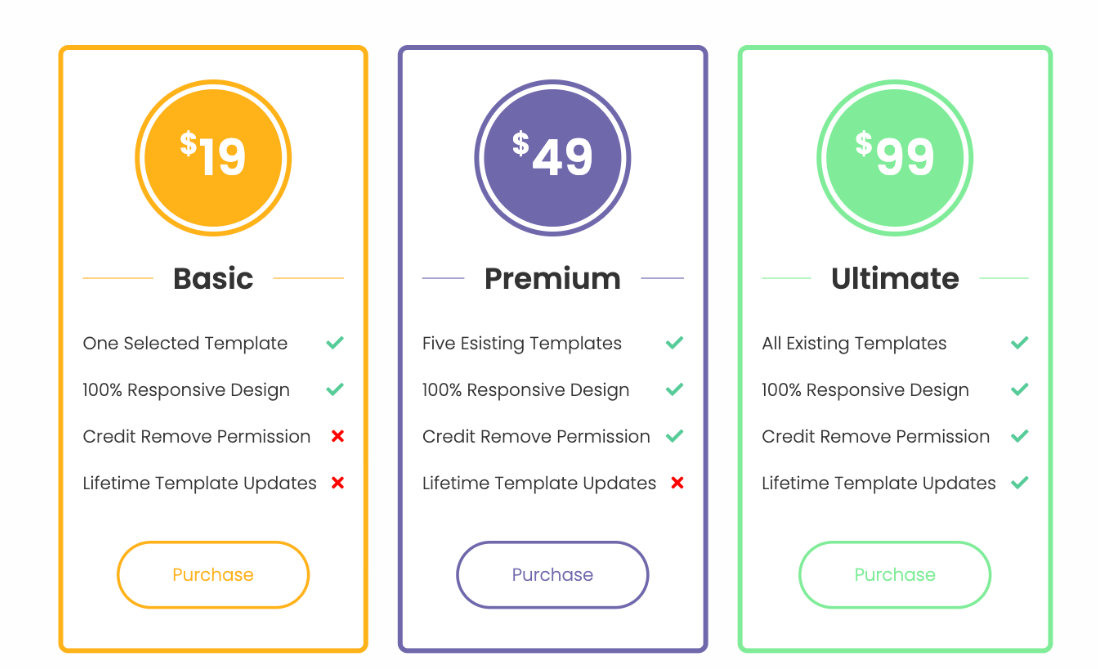 $19
Basic
One Selected Template
100% Responsive Design
Credit Remove Permission
Lifetime Template Updates
Purchase
$49
Premium
Five Esisting Templates
100% Responsive Design
Credit Remove Permission
Lifetime Template Updates
Purchase
$99
Ultimate
All Existing Templates
100% Responsive Design
Credit Remove Permission
Lifetime Template Updates
Purchase